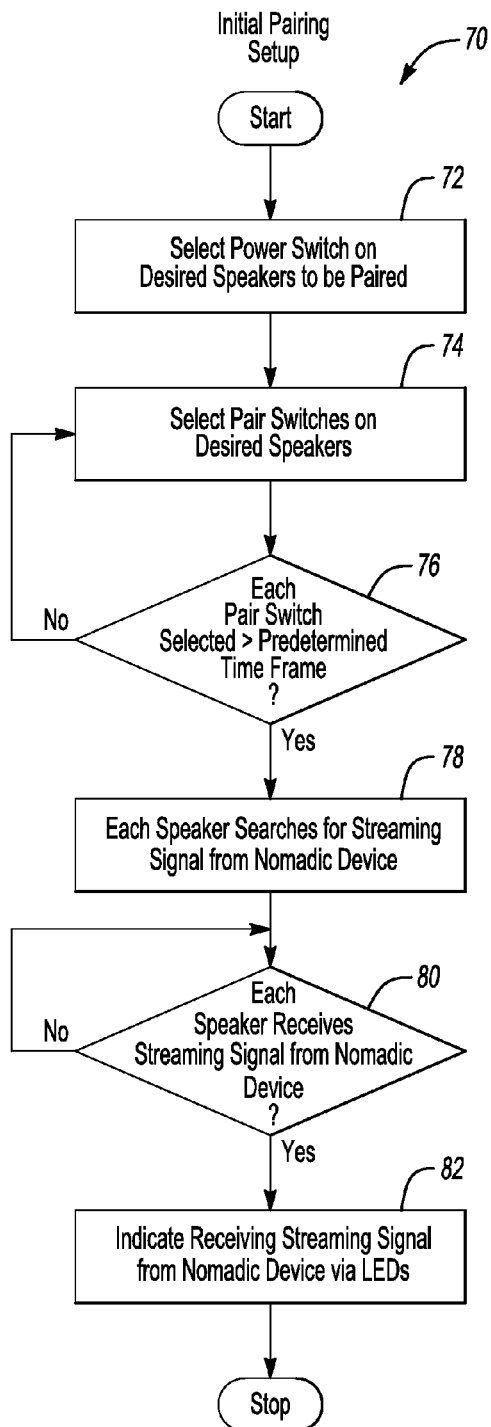 Initial Pairing
Setup
70
Start
72
Select Power Switch on
Desired Speakers to be Paired
74
Select Pair Switches on
Desired Speakers
76
Each
Pair Switch
Selected > Predetermined
Time Frame
?
No
Yes
78
Each Speaker Searches for Streaming
Signal from Nomadic Device
80
Each
Speaker Receives
Streaming Signal from Nomadic
Device
?
No
Yes
82
Indicate Receiving Streaming Signal
from Nomadic Device via LEDs
Stop